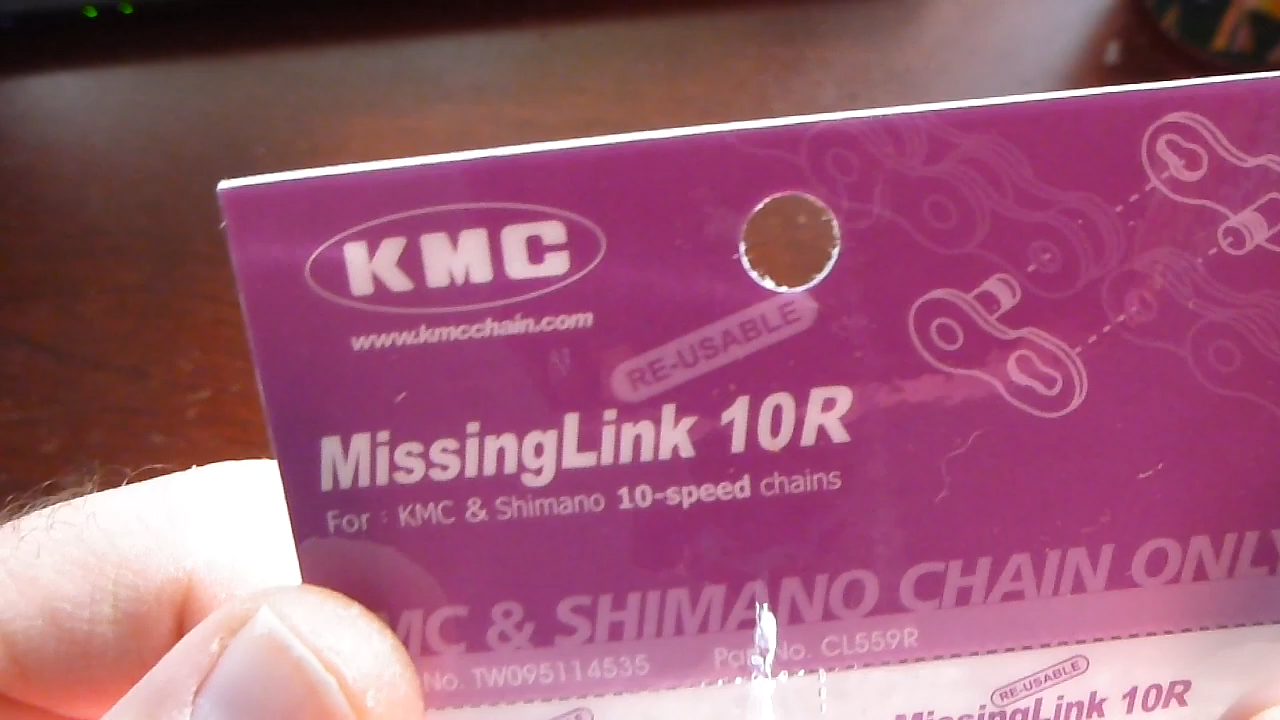 KMC
www.kmcchain.com
RE-USABLE
MissingLink 10R
For : KMC & Shimano 10-speed chains
MC & SHIMANO CHAIN ONLY
No. TW095114535 Part No. CL559R
RE-USABLE
MissingLink 10R